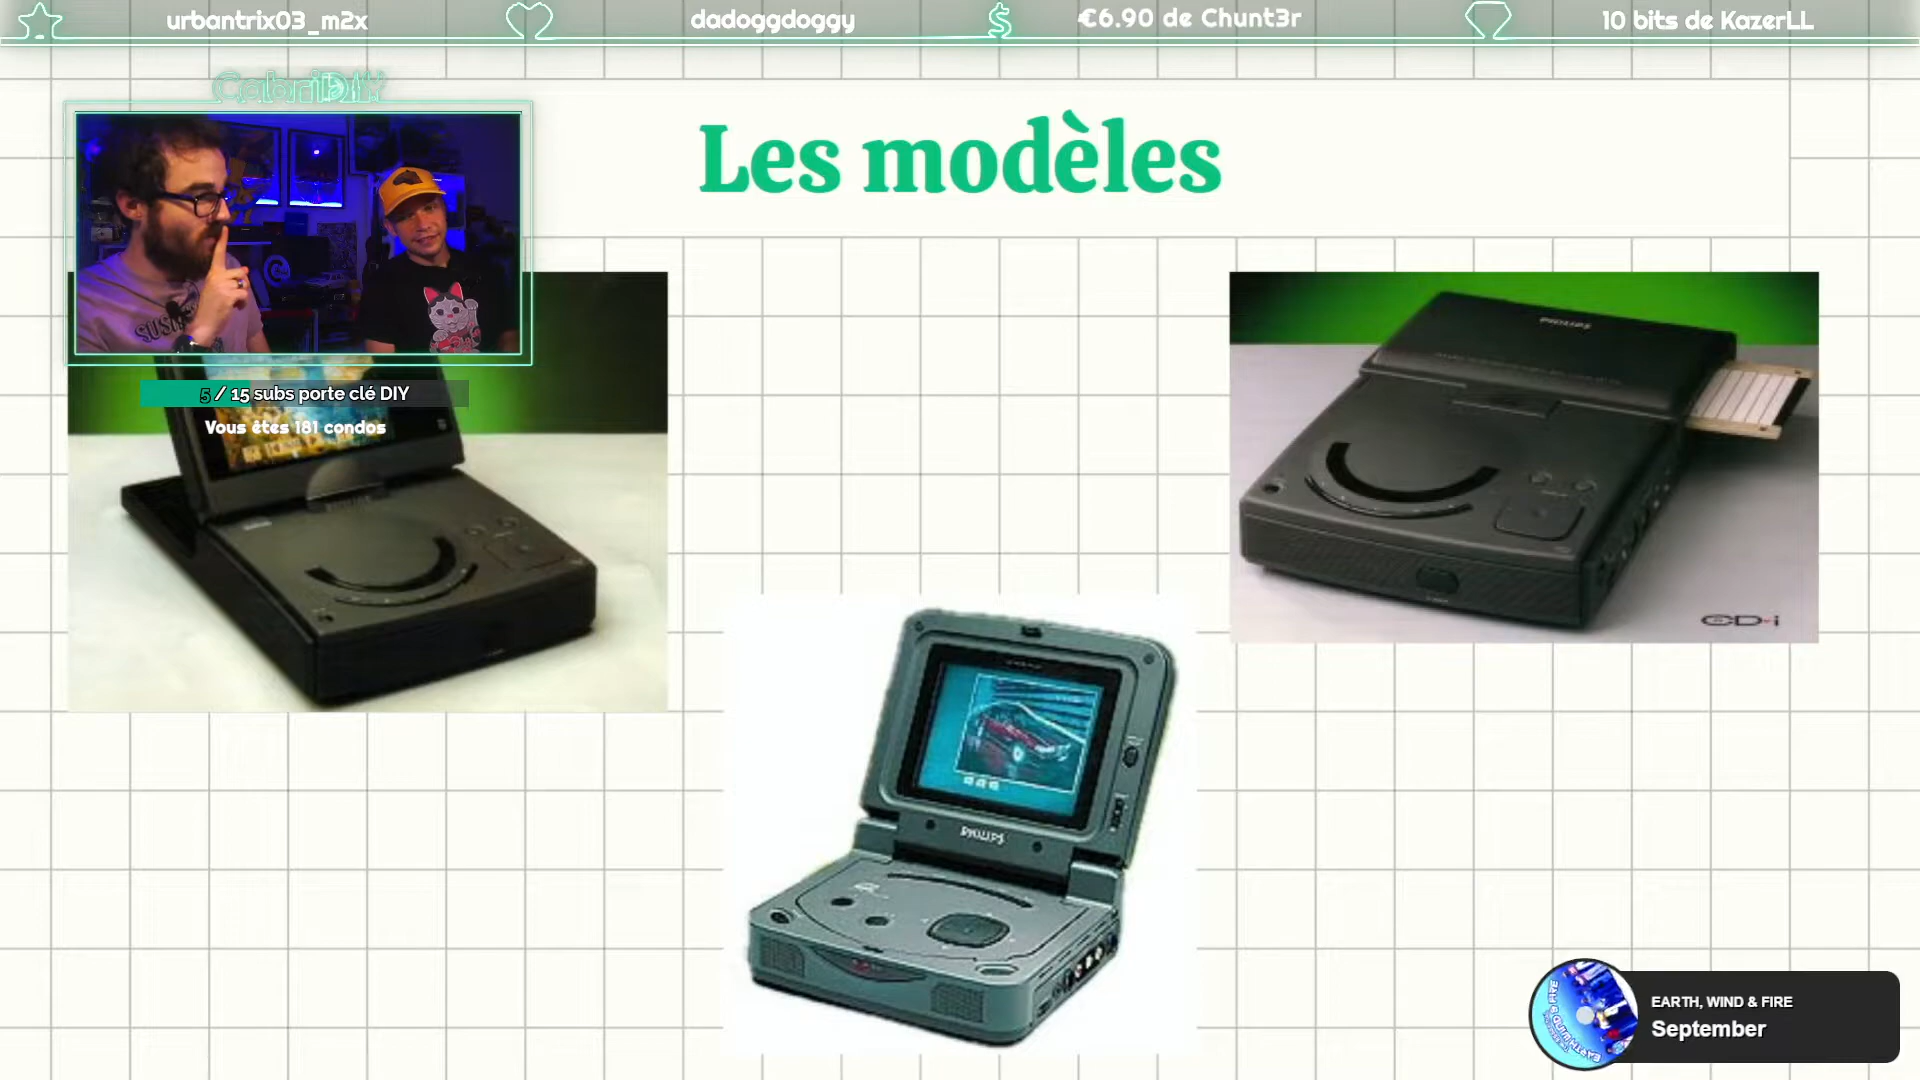 urbantrix03_m2x
dadoggdoggy
€6.90 de Chunt3r
10 bits de KazerLL
CabriDIY
Les modèles
5 / 15 subs porte clé DIY
Vous êtes 181 condos
PHILIPS
CD-i
PHILIPS
EARTH, WIND & FIRE
September